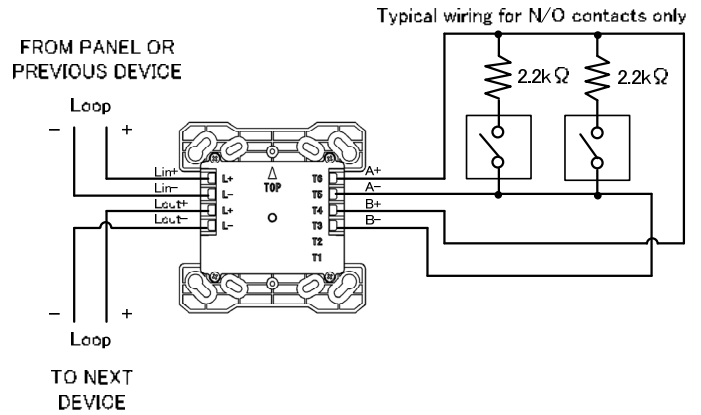 Typical wiring for N/O contacts only
FROM PANEL OR
PREVIOUS DEVICE
Loop
− +
2.2kΩ 2.2kΩ
Lin+ L+ T6 A+
Lin− L− T5 A−
Lout+ L+ T4 B+
Lout− L− T3 B−
TOP
T2
T1
− +
Loop
TO NEXT
DEVICE